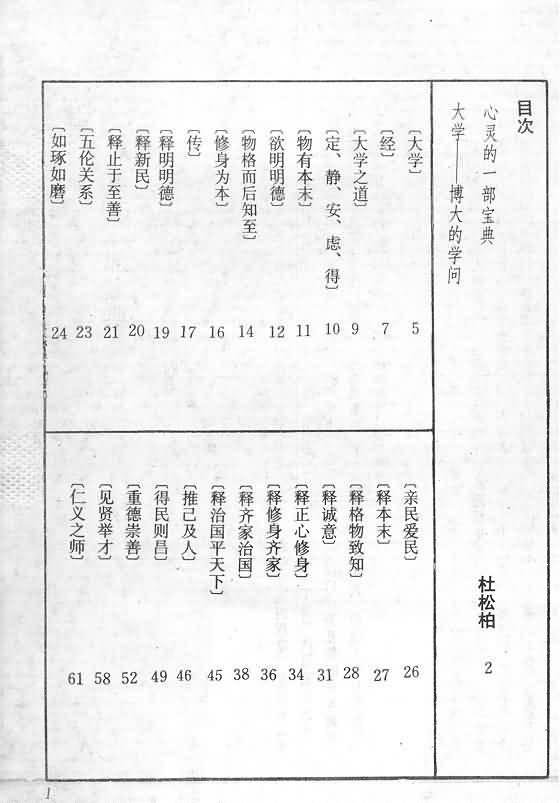 目次
心灵的一部宝典
大学——博大的学问
杜松柏 2
〔大学〕 5
〔经〕 7
〔大学之道〕 9
〔定、静、安、虑、得〕 10
〔物有本末〕 11
〔欲明明德〕 12
〔物格而后知至〕 14
〔修身为本〕 16
〔传〕 17
〔释明明德〕 19
〔释新民〕 20
〔释止于至善〕 21
〔五伦关系〕 23
〔如琢如磨〕 24
〔亲民爱民〕 26
〔释本末〕 27
〔释格物致知〕 28
〔释诚意〕 31
〔释正心修身〕 34
〔释修身齐家〕 36
〔释齐家治国〕 38
〔释治国平天下〕 45
〔推己及人〕 46
〔得民则昌〕 49
〔重德崇善〕 52
〔见贤举才〕 58
〔仁义之师〕 61
1